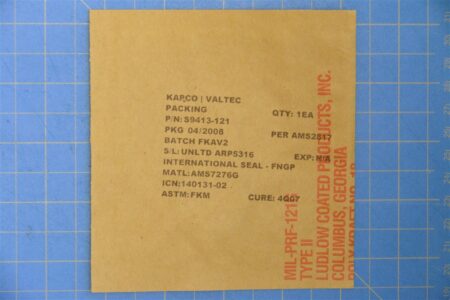 KAPCO | VALTEC
PACKING QTY: 1EA
P/N: S9413-121
PKG 04/2008 PER AMS2817
BATCH FKAV2
S/L: UNLTD ARP5316 EXP: N/A
INTERNATIONAL SEAL - FNGP
MATL: AMS7276G
ICN: 140131-02
ASTM: FKM CURE: 4Q07
MIL-PRF-121
TYPE II
LUDLOW COATED PRODUCTS, INC.
COLUMBUS, GEORGIA